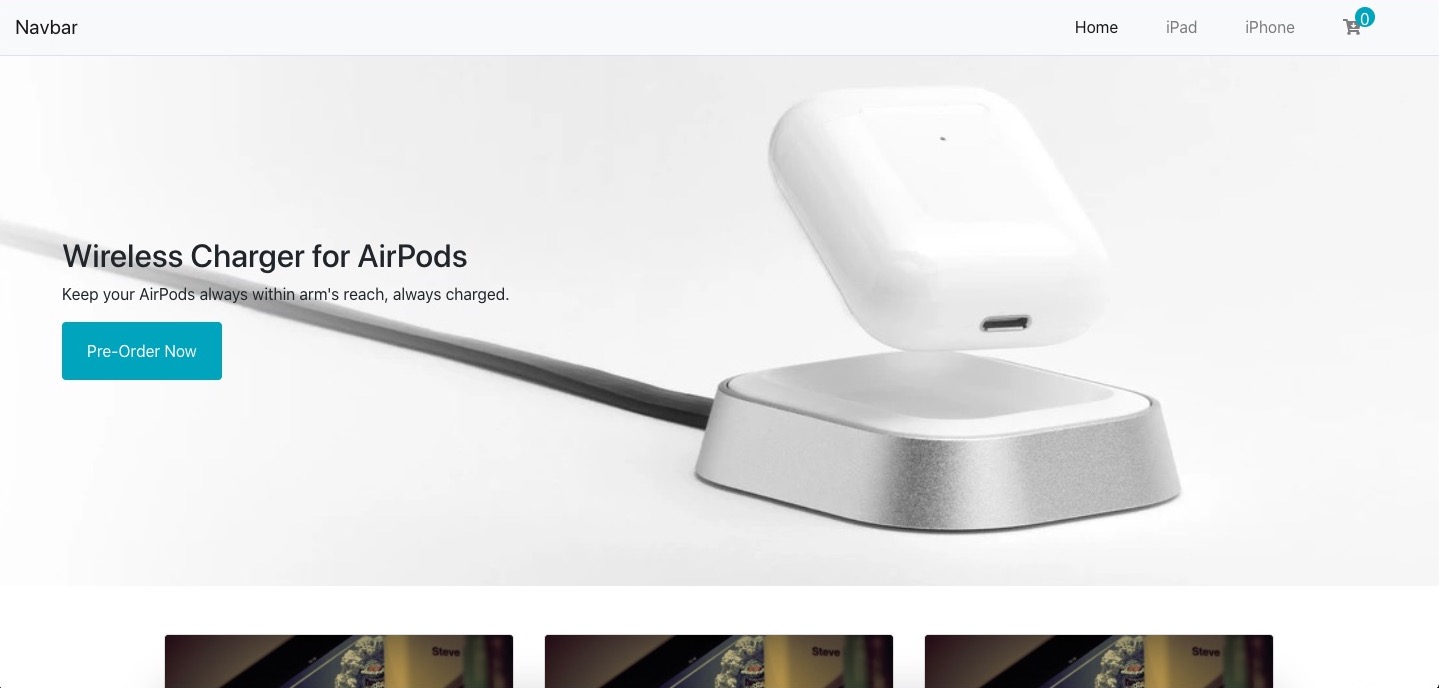 Navbar
Home iPad iPhone 0
Wireless Charger for AirPods
Keep your AirPods always within arm's reach, always charged.
Pre-Order Now
Steve Steve Steve